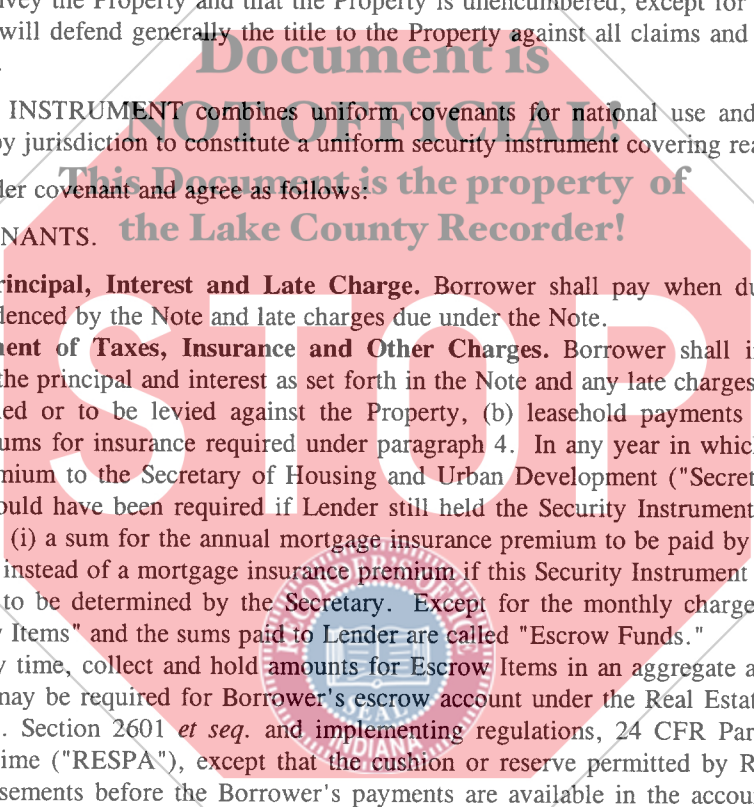 vey the Property and that the Property is unencumbered, except for
will defend generally the title to the Property against all claims and
Document is
INSTRUMENT combines uniform covenants for national use and
NOT OFFICIAL!
by jurisdiction to constitute a uniform security instrument covering rea
This Document is the property of
der covenant and agree as follows:
the Lake County Recorder!
NANTS.
rincipal, Interest and Late Charge. Borrower shall pay when du
denced by the Note and late charges due under the Note.
ment of Taxes, Insurance and Other Charges. Borrower shall i
the principal and interest as set forth in the Note and any late charges
ed or to be levied against the Property, (b) leasehold payments
ums for insurance required under paragraph 4. In any year in whic
STOP
mium to the Secretary of Housing and Urban Development ("Secret
ould have been required if Lender still held the Security Instrument
(i) a sum for the annual mortgage insurance premium to be paid by
instead of a mortgage insurance premium if this Security Instrument
to be determined by the Secretary. Except for the monthly charge
y Items" and the sums paid to Lender are called "Escrow Funds."
y time, collect and hold amounts for Escrow Items in an aggregate a
may be required for Borrower's escrow account under the Real Estat
. Section 2601 et seq. and implementing regulations, 24 CFR Par
ime ("RESPA"), except that the cushion or reserve permitted by R
sements before the Borrower's payments are available in the accou
RECORDER'S OFFICE
SEAL
INDIANA